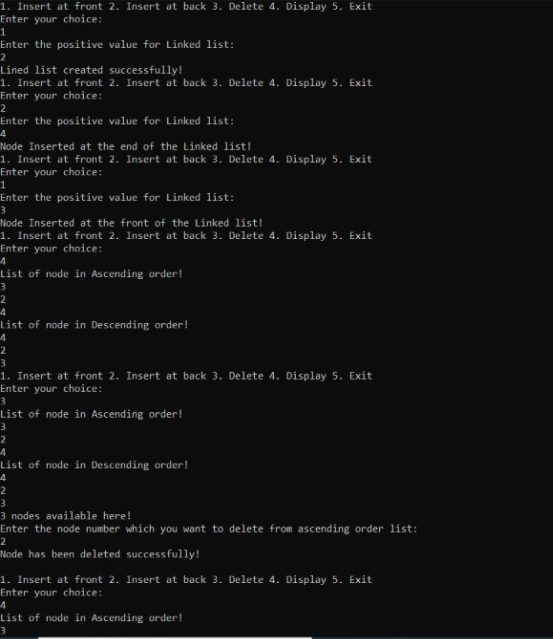 1. Insert at front 2. Insert at back 3. Delete 4. Display 5. Exit
Enter your choice:
1
Enter the positive value for Linked list:
2
Lined list created successfully!
1. Insert at front 2. Insert at back 3. Delete 4. Display 5. Exit
Enter your choice:
2
Enter the positive value for Linked list:
4
Node Inserted at the end of the Linked list!
1. Insert at front 2. Insert at back 3. Delete 4. Display 5. Exit
Enter your choice:
1
Enter the positive value for Linked list:
3
Node Inserted at the front of the Linked list!
1. Insert at front 2. Insert at back 3. Delete 4. Display 5. Exit
Enter your choice:
4
List of node in Ascending order!
3
2
4
List of node in Descending order!
4
2
3
1. Insert at front 2. Insert at back 3. Delete 4. Display 5. Exit
Enter your choice:
3
List of node in Ascending order!
3
2
4
List of node in Descending order!
4
2
3
3 nodes available here!
Enter the node number which you want to delete from ascending order list:
2
Node has been deleted successfully!
1. Insert at front 2. Insert at back 3. Delete 4. Display 5. Exit
Enter your choice:
4
List of node in Ascending order!
3